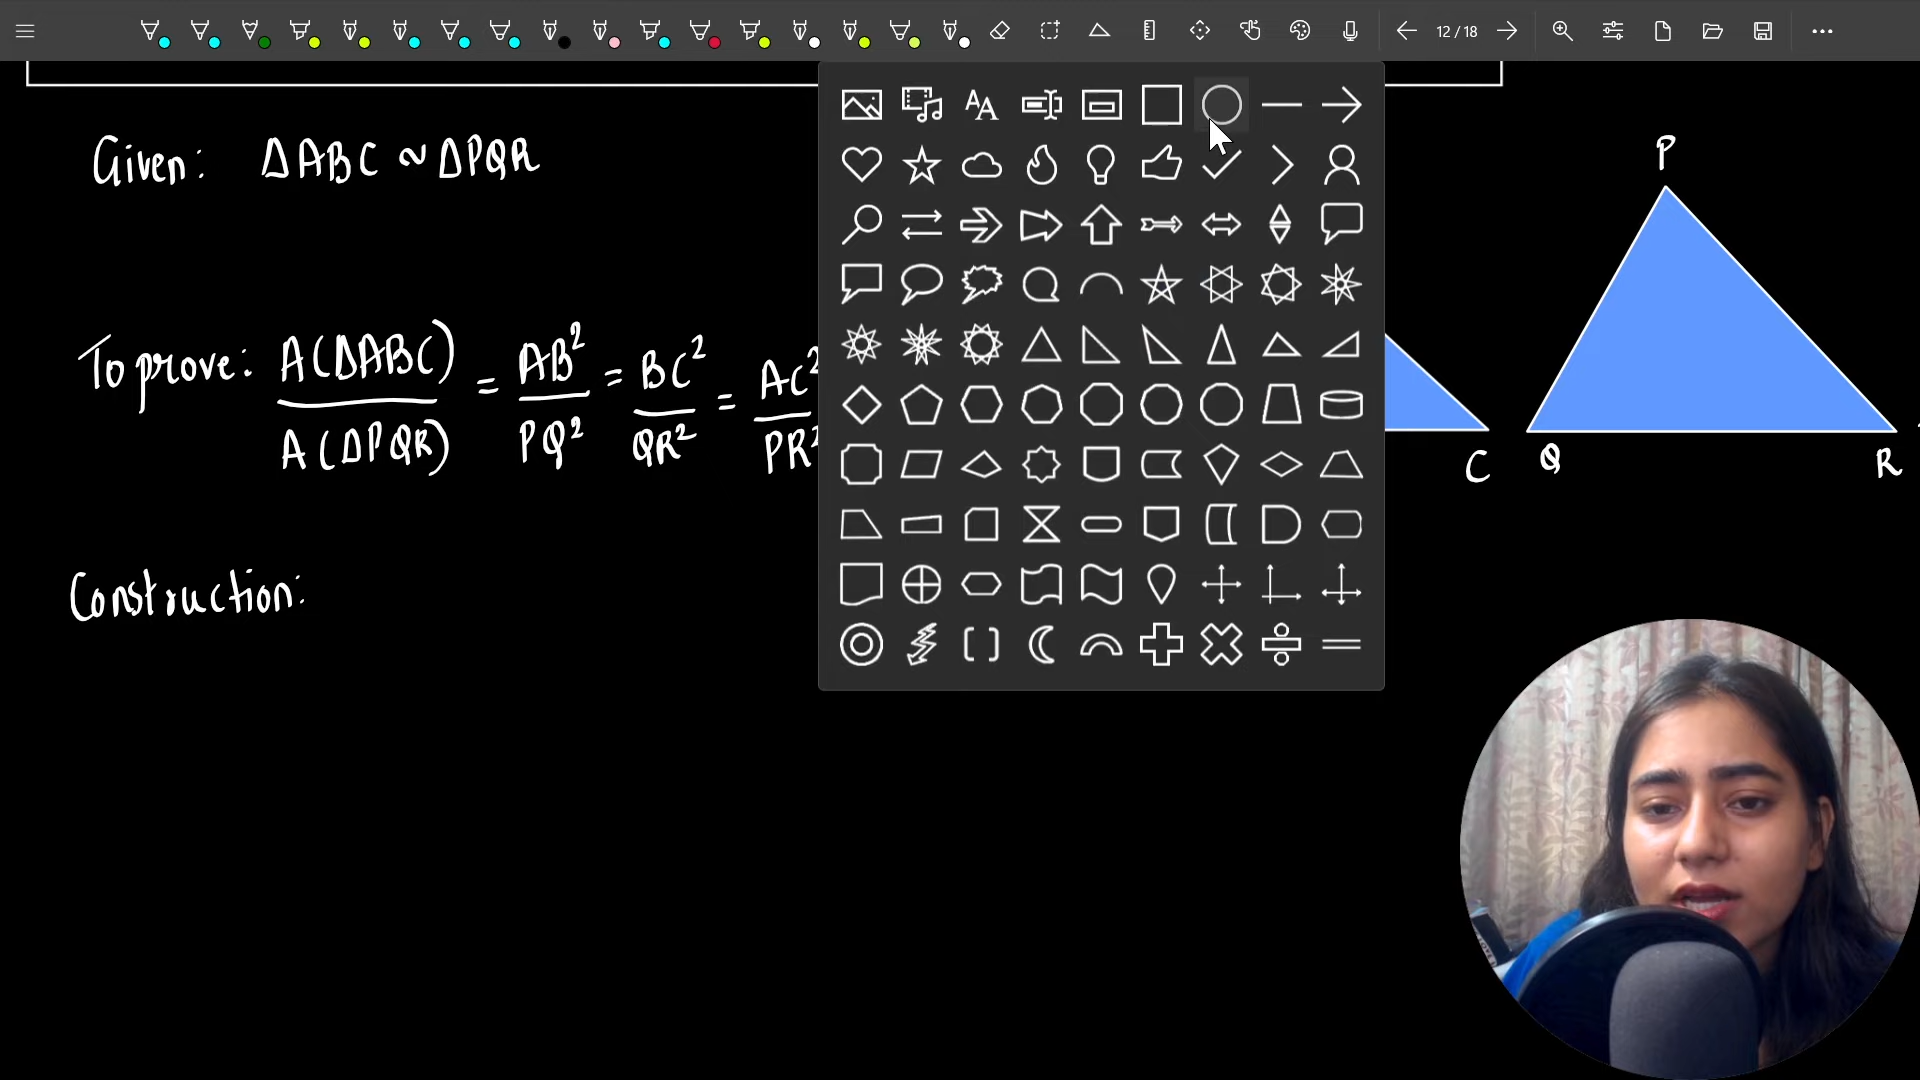 12 / 18
Given: ΔABC ~ ΔPQR
P
To prove: A(ΔABC) / A(ΔPQR) = AB² / PQ² = BC² / QR² = AC² / PR²
C
Q
R
Construction: